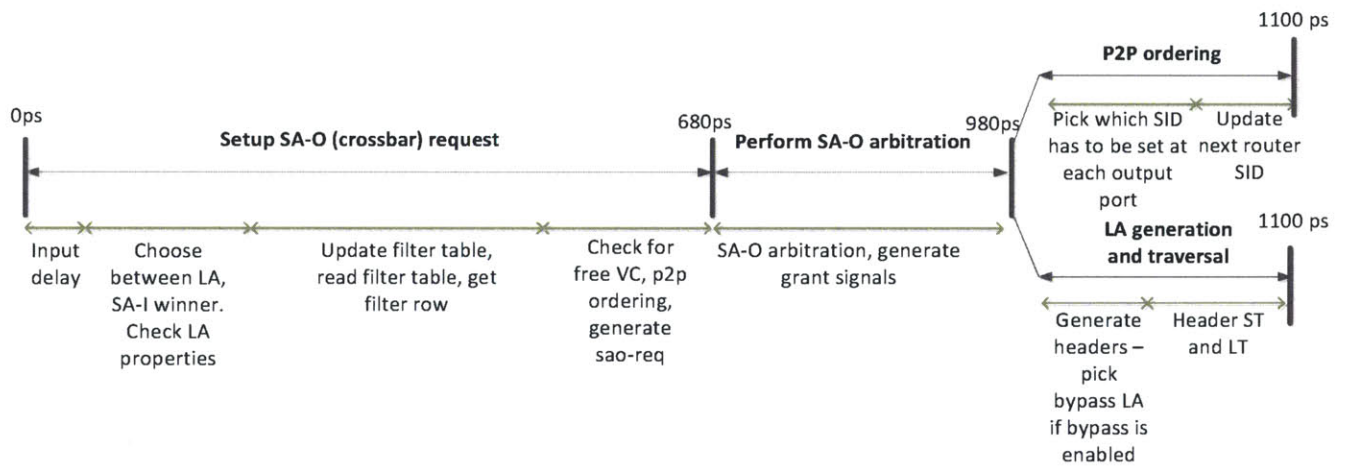 0ps
Setup SA-O (crossbar) request
680ps
Perform SA-O arbitration
980ps
P2P ordering
1100 ps
Input
delay
Choose
between LA,
SA-I winner.
Check LA
properties
Update filter table,
read filter table, get
filter row
Check for
free VC, p2p
ordering,
generate
sao-req
SA-O arbitration, generate
grant signals
Pick which SID
has to be set at
each output
port
Update
next router
SID
LA generation
and traversal
1100 ps
Generate
headers –
pick
bypass LA
if bypass is
enabled
Header ST
and LT